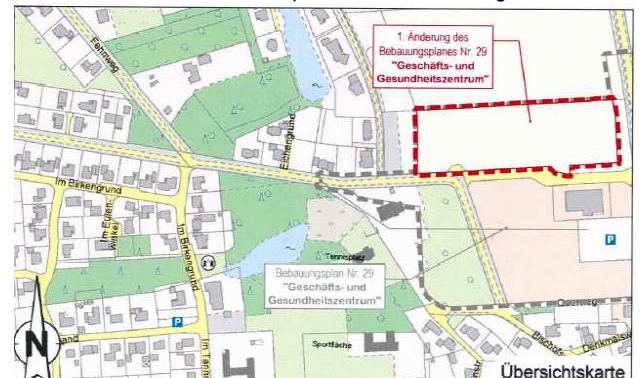 1. Änderung des
Bebauungsplanes Nr. 29
"Geschäfts- und
Gesundheitszentrum"
Fehnweg
Eichengrund
Im Birkengrund
Im Eulen-
winkel
Im Birkengrund
Tennisplatz
P
Bebauungsplan Nr. 29
"Geschäfts- und
Gesundheitszentrum"
Querweg
P
Sportfläche
N
Übersichtskarte